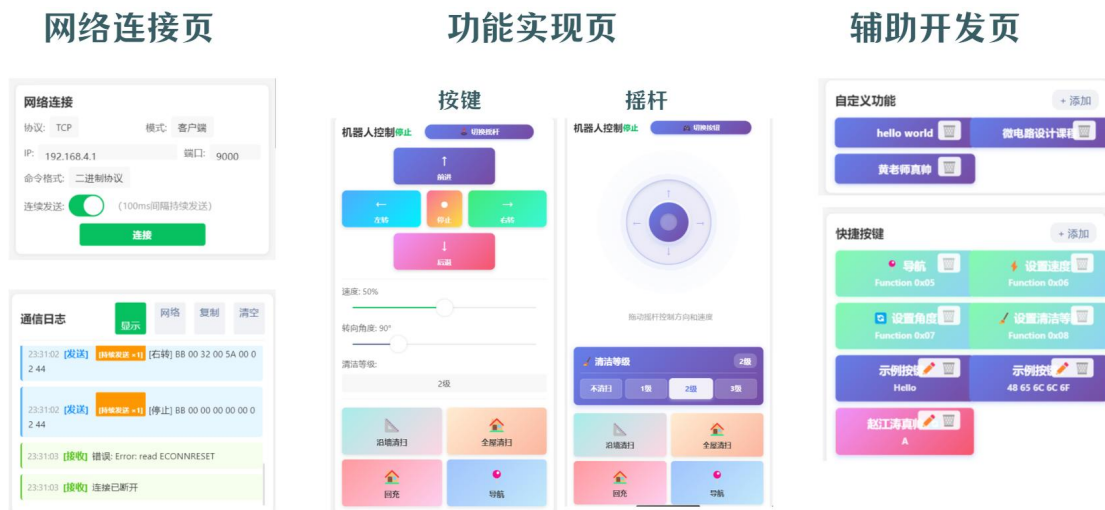 网络连接页
功能实现页
辅助开发页
网络连接
协议: TCP
模式: 客户端
IP: 192.168.4.1
端口: 9000
命令格式: 二进制协议
连续发送:
(100ms间隔持续发送)
连接
通信日志
显示
网络
复制
清空
23:31:02 [发送] [持续发送 ×1] [右转] BB 00 32 00 5A 00 0
2 44
23:31:02 [发送] [持续发送 ×1] [停止] BB 00 00 00 00 00 0
2 44
23:31:03 [接收] 错误: Error: read ECONNRESET
23:31:03 [接收] 连接已断开
按键
机器人控制停止
切换摇杆
↑
前进
←
左转
停止
→
右转
↓
后退
速度: 50%
转向角度: 90°
清洁等级:
2级
沿墙清扫
全屋清扫
回充
导航
摇杆
机器人控制停止
切换按钮
↑
←
→
↓
拖动摇杆控制方向和速度
清洁等级
2级
不清扫
1级
2级
3级
沿墙清扫
全屋清扫
回充
导航
自定义功能
+ 添加
hello world
微电路设计课程
黄老师真帅
快捷按键
+ 添加
导航
Function 0x05
设置速度
Function 0x06
设置角度
Function 0x07
设置清洁等
Function 0x08
示例按
Hello
示例按
48 65 6C 6C 6F
赵江涛真
A